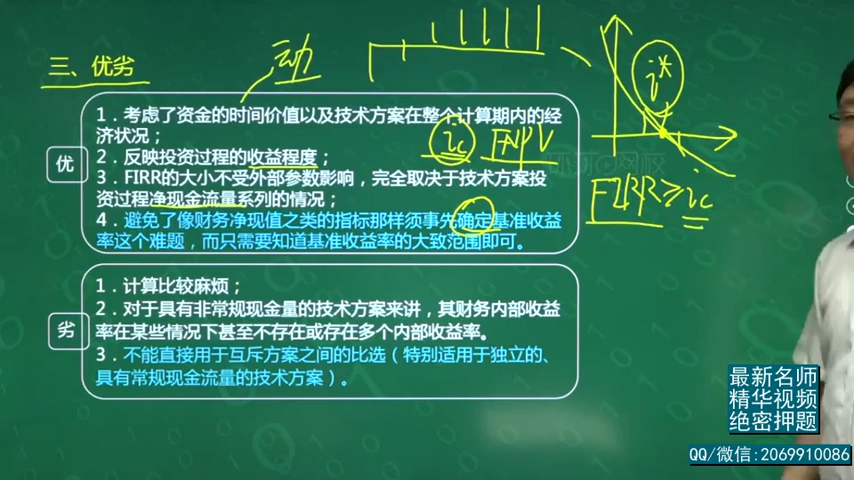 三、优劣
动
i*
优
1．考虑了资金的时间价值以及技术方案在整个计算期内的经
济状况；
2．反映投资过程的收益程度；
3．FIRR的大小不受外部参数影响，完全取决于技术方案投
资过程净现金流量系列的情况；
4．避免了像财务净现值之类的指标那样须事先确定基准收益
率这个难题，而只需要知道基准收益率的大致范围即可。
ic FNPV
FIRR≥ic
劣
1．计算比较麻烦；
2．对于具有非常规现金量的技术方案来讲，其财务内部收益
率在某些情况下甚至不存在或存在多个内部收益率。
3．不能直接用于互斥方案之间的比选（特别适用于独立的、
具有常规现金流量的技术方案）。
最新名师
精华视频
绝密押题
QQ/微信:2069910086